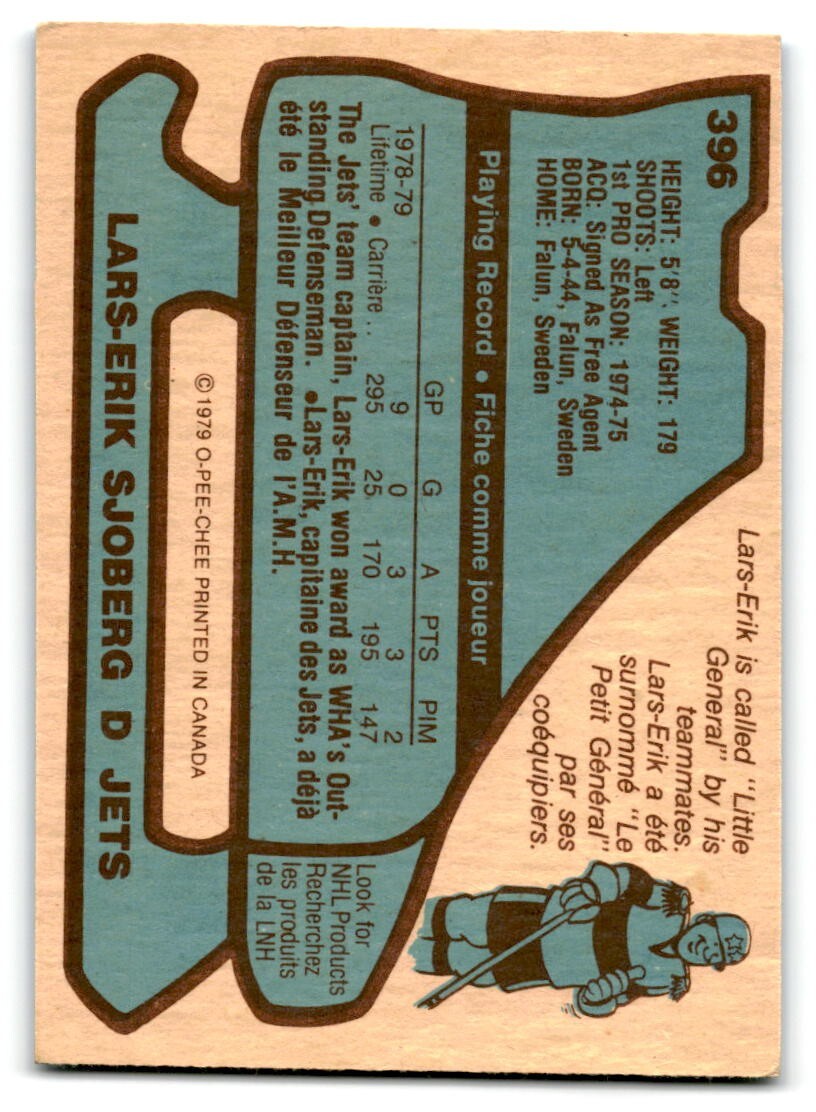 396
HEIGHT: 5'8", WEIGHT: 179
SHOOTS: Left
1st PRO SEASON: 1974-75
ACQ: Signed As Free Agent
BORN: 5-4-44, Falun, Sweden
HOME: Falun, Sweden
Lars-Erik is called "Little
General" by his
teammates.
Lars-Erik a été
surnommé. "Le
Petit Général"
par ses
coéquipiers.
Playing Record • Fiche comme joueur
GP G A PTS PIM
1978-79 9 0 3 3 2
Lifetime • Carrière .. 295 25 170 195 147
The Jets' team captain, Lars-Erik won award as WHA's Out-
standing Defenseman. •Lars-Erik, capitaine des Jets, a déjà
été le Meilleur Défenseur de l'A.M.H.
Look for
NHL Products
Recherchez
les produits
de la LNH
©1979 O-PEE-CHEE PRINTED IN CANADA
LARS-ERIK SJOBERG D JETS